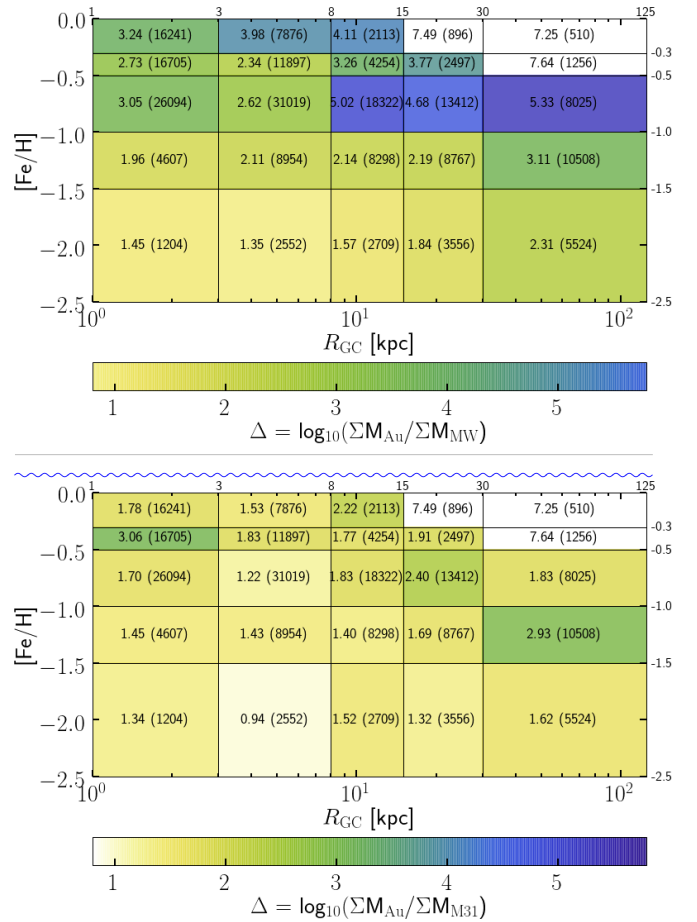 1 3 8 15 30 125
0.0 3.24 (16241) 3.98 (7876) 4.11 (2113) 7.49 (896) 7.25 (510)
-0.3
2.73 (16705) 2.34 (11897) 3.26 (4254) 3.77 (2497) 7.64 (1256)
−0.5 -0.5
3.05 (26094) 2.62 (31019) 5.02 (18322) 4.68 (13412) 5.33 (8025)
−1.0 -1.0
[Fe/H]
1.96 (4607) 2.11 (8954) 2.14 (8298) 2.19 (8767) 3.11 (10508)
−1.5 -1.5
−2.0 1.45 (1204) 1.35 (2552) 1.57 (2709) 1.84 (3556) 2.31 (5524)
−2.5 -2.5
10⁰ 10¹ 10²
R_GC [kpc]
1 2 3 4 5
Δ = log₁₀(ΣM_Au/ΣM_MW)
1 3 8 15 30 125
0.0 1.78 (16241) 1.53 (7876) 2.22 (2113) 7.49 (896) 7.25 (510)
-0.3
3.06 (16705) 1.83 (11897) 1.77 (4254) 1.91 (2497) 7.64 (1256)
−0.5 -0.5
1.70 (26094) 1.22 (31019) 1.83 (18322) 2.40 (13412) 1.83 (8025)
−1.0 -1.0
[Fe/H]
1.45 (4607) 1.43 (8954) 1.40 (8298) 1.69 (8767) 2.93 (10508)
−1.5 -1.5
−2.0 1.34 (1204) 0.94 (2552) 1.52 (2709) 1.32 (3556) 1.62 (5524)
−2.5 -2.5
10⁰ 10¹ 10²
R_GC [kpc]
1 2 3 4 5
Δ = log₁₀(ΣM_Au/ΣM_M31)